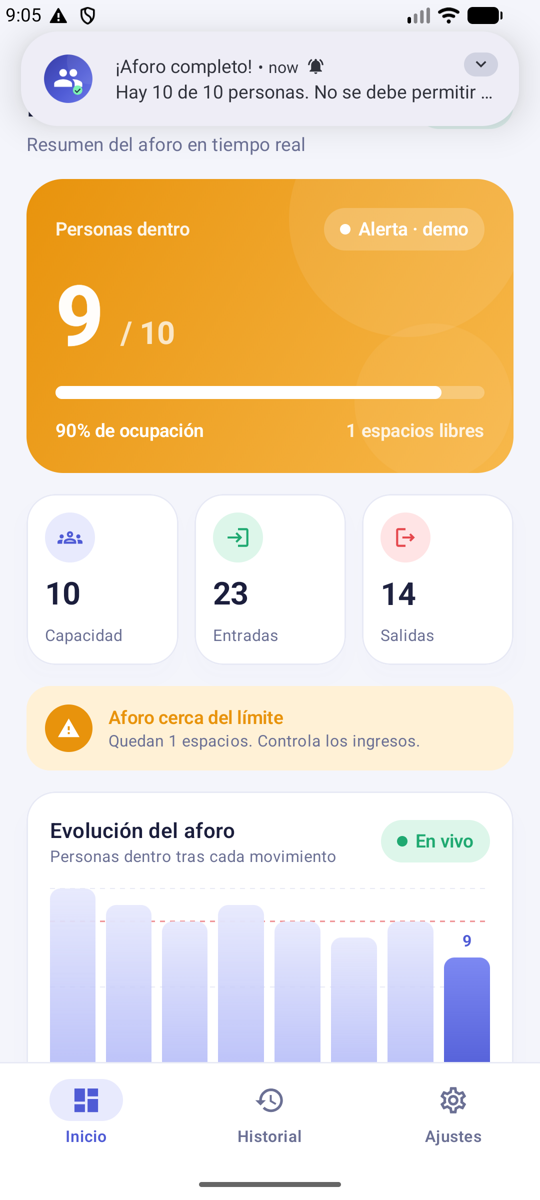 9:05
¡Aforo completo! • now
Hay 10 de 10 personas. No se debe permitir …
Resumen del aforo en tiempo real
Personas dentro
Alerta · demo
9 / 10
90% de ocupación
1 espacios libres
10
Capacidad
23
Entradas
14
Salidas
Aforo cerca del límite
Quedan 1 espacios. Controla los ingresos.
Evolución del aforo
Personas dentro tras cada movimiento
En vivo
9
Inicio
Historial
Ajustes